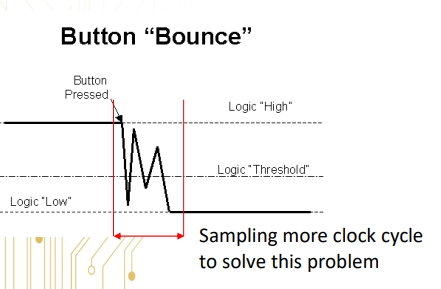 Button “Bounce”
Button
Pressed
Logic "High"
Logic "Threshold"
Logic "Low"
Sampling more clock cycle
to solve this problem